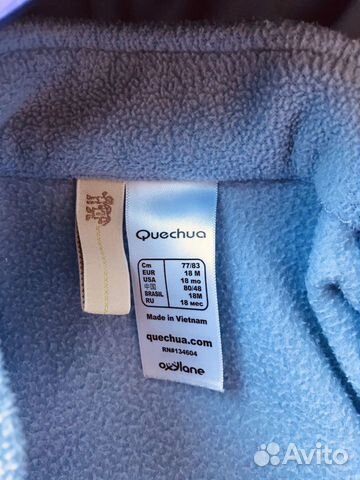 Quechua
Cm 77/83
EUR 18 M
USA 18 mo
中国 80/48
BRASIL 18M
RU 18 мес
Made in Vietnam
quechua.com
RN#134604
oxylane
Avito